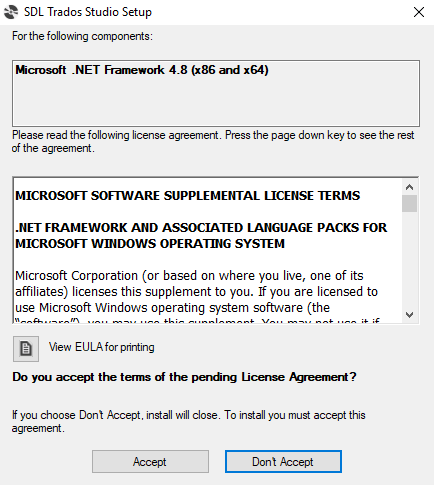 SDL Trados Studio Setup
For the following components:
Microsoft .NET Framework 4.8 (x86 and x64)
Please read the following license agreement. Press the page down key to see the rest
of the agreement.
MICROSOFT SOFTWARE SUPPLEMENTAL LICENSE TERMS
.NET FRAMEWORK AND ASSOCIATED LANGUAGE PACKS FOR
MICROSOFT WINDOWS OPERATING SYSTEM
Microsoft Corporation (or based on where you live, one of its
affiliates) licenses this supplement to you. If you are licensed to
use Microsoft Windows operating system software (the
“software”), you may use this supplement. You may not use it if
View EULA for printing
Do you accept the terms of the pending License Agreement?
If you choose Don't Accept, install will close. To install you must accept this
agreement.
Accept
Don't Accept